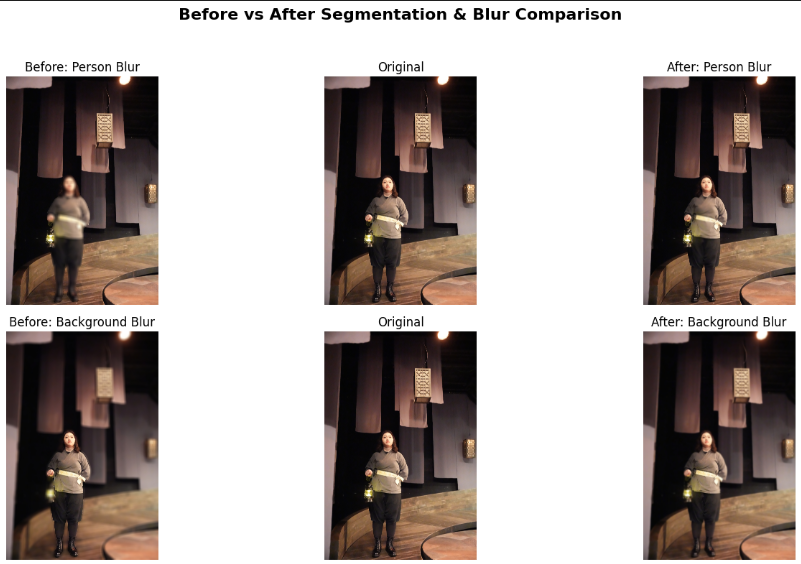 Before vs After Segmentation & Blur Comparison
Before: Person Blur
Original
After: Person Blur
Before: Background Blur
Original
After: Background Blur